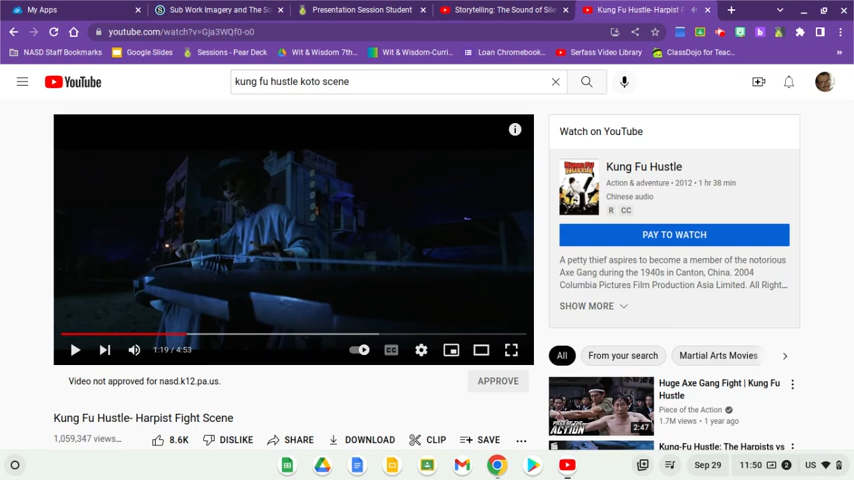 My Apps
Sub Work Imagery and The So
Presentation Session Student
Storytelling: The Sound of Siler
Kung Fu Hustle- Harpist F
youtube.com/watch?v=Gja3WQf0-o0
NASD Staff Bookmarks
Google Slides
Sessions - Pear Deck
Wit & Wisdom 7th...
Wit & Wisdom-Curri...
Loan Chromebook...
Serfass Video Library
ClassDojo for Teac...
»
YouTube
kung fu hustle koto scene
Watch on YouTube
Kung Fu Hustle
Action & adventure • 2012 • 1 hr 38 min
Chinese audio
R CC
PAY TO WATCH
A petty thief aspires to become a member of the notorious
Axe Gang during the 1940s in Canton, China. 2004
Columbia Pictures Film Production Asia Limited. All Right...
SHOW MORE
1:19 / 4:53
CC
Video not approved for nasd.k12.pa.us.
APPROVE
Kung Fu Hustle- Harpist Fight Scene
1,059,347 views...
8.6K
DISLIKE
SHARE
DOWNLOAD
CLIP
SAVE
All
From your search
Martial Arts Movies
Huge Axe Gang Fight | Kung Fu
Hustle
Piece of the Action
1.7M views • 1 year ago
2:47
Kung-Fu Hustle: The Harpists vs
Sep 29
11:50
2
US